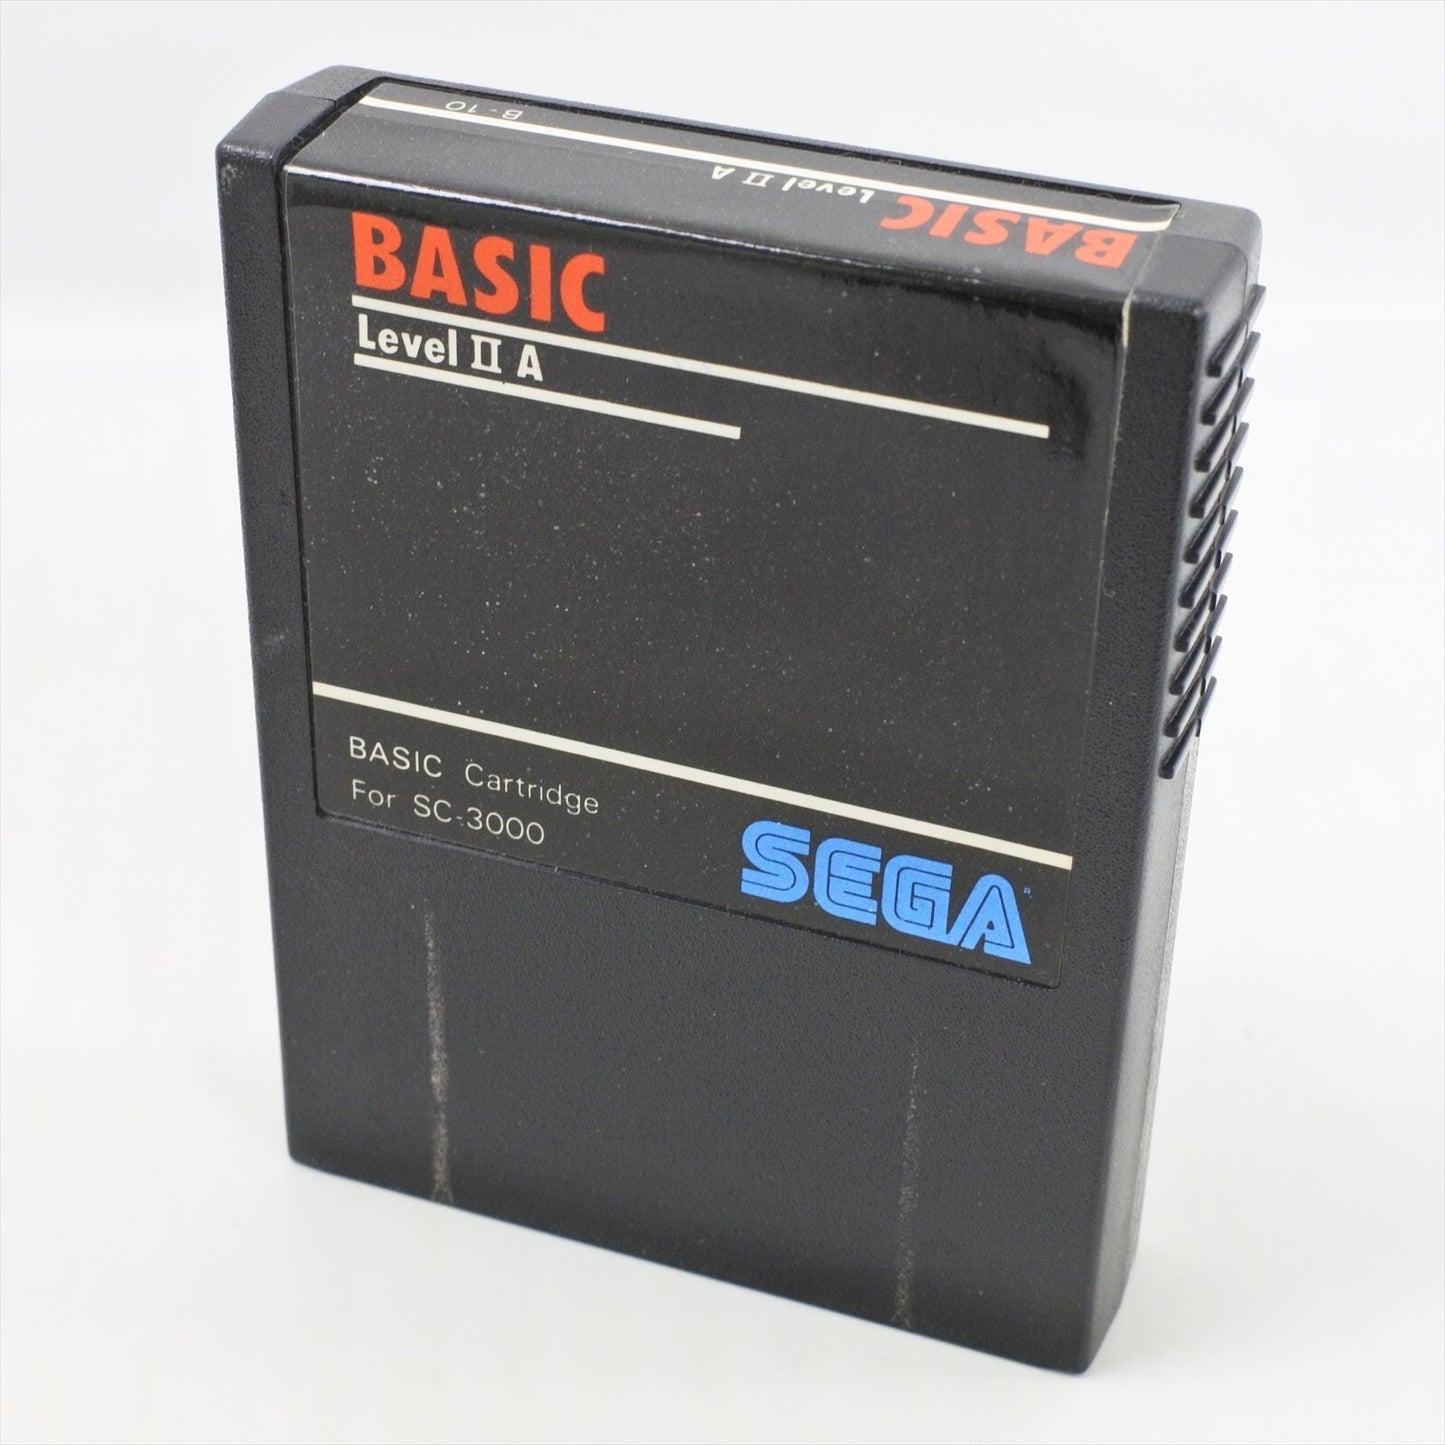 B-10
BASIC Level II A
BASIC
Level II A
BASIC Cartridge
For SC-3000
SEGA®